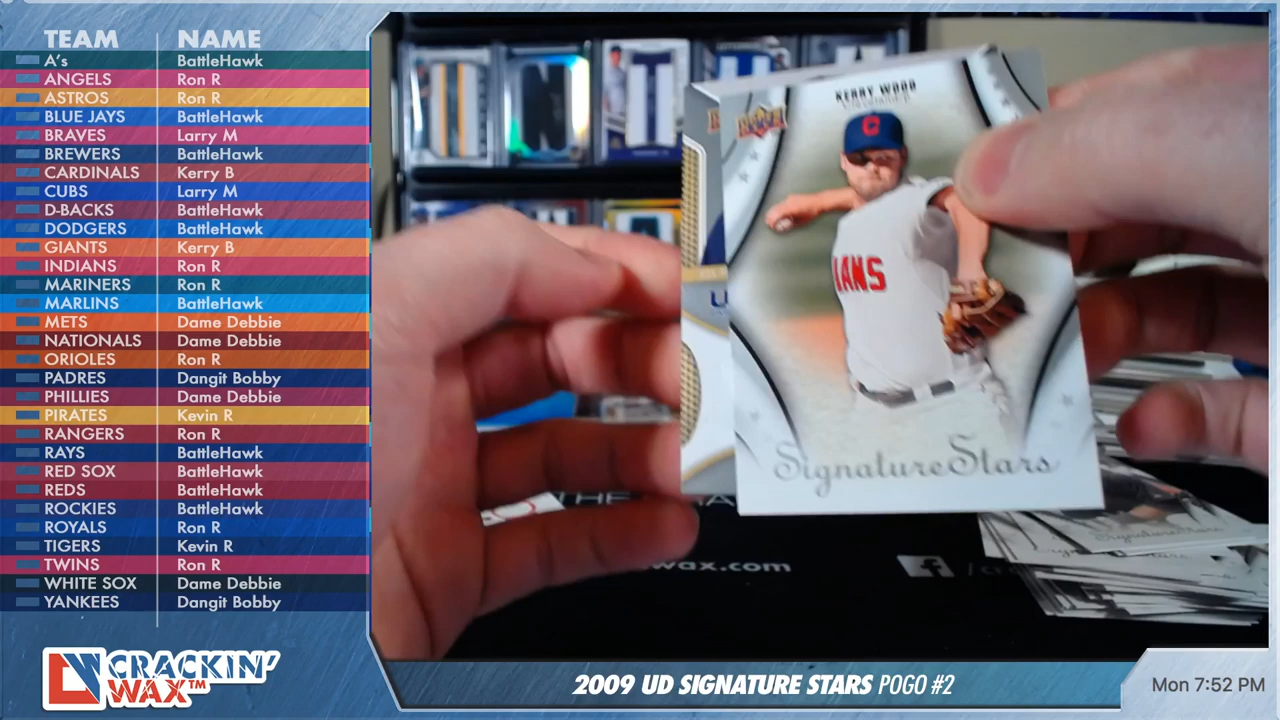 TEAM NAME
A's BattleHawk
ANGELS Ron R
ASTROS Ron R
BLUE JAYS BattleHawk
BRAVES Larry M
BREWERS BattleHawk
CARDINALS Kerry B
CUBS Larry M
D-BACKS BattleHawk
DODGERS BattleHawk
GIANTS Kerry B
INDIANS Ron R
MARINERS Ron R
MARLINS BattleHawk
METS Dame Debbie
NATIONALS Dame Debbie
ORIOLES Ron R
PADRES Dangit Bobby
PHILLIES Dame Debbie
PIRATES Kevin R
RANGERS Ron R
RAYS BattleHawk
RED SOX BattleHawk
REDS BattleHawk
ROCKIES BattleHawk
ROYALS Ron R
TIGERS Kevin R
TWINS Ron R
WHITE SOX Dame Debbie
YANKEES Dangit Bobby
CRACKIN'
WAX™
KERRY WOOD
C
IANS
Signature Stars
THE
wax.com
f /c
Signature Stars
2009 UD SIGNATURE STARS POGO #2
Mon 7:52 PM